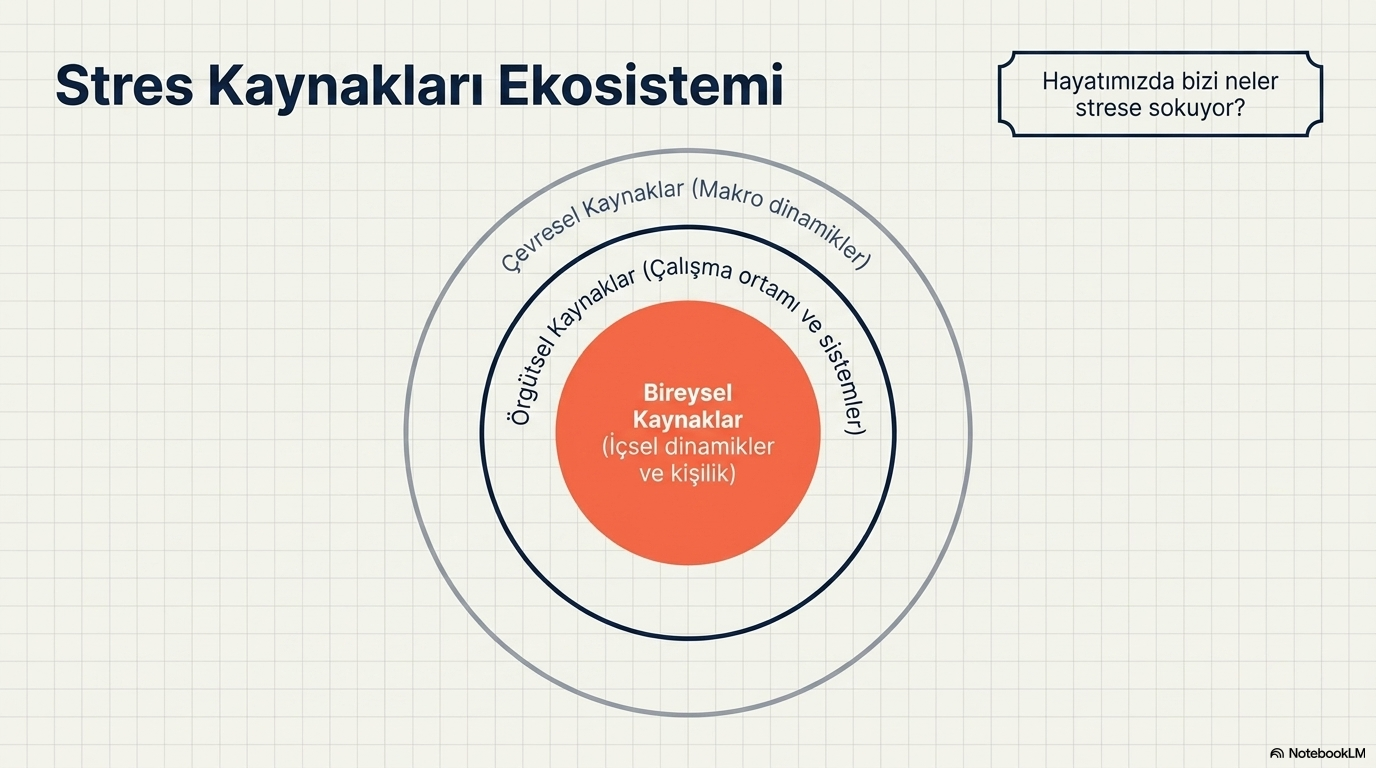 Stres Kaynakları Ekosistemi
Hayatımızda bizi neler
strese sokuyor?
Çevresel Kaynaklar (Makro dinamikler)
Örgütsel Kaynaklar (Çalışma ortamı ve sistemler)
Bireysel
Kaynaklar
(İçsel dinamikler
ve kişilik)
NotebookLM